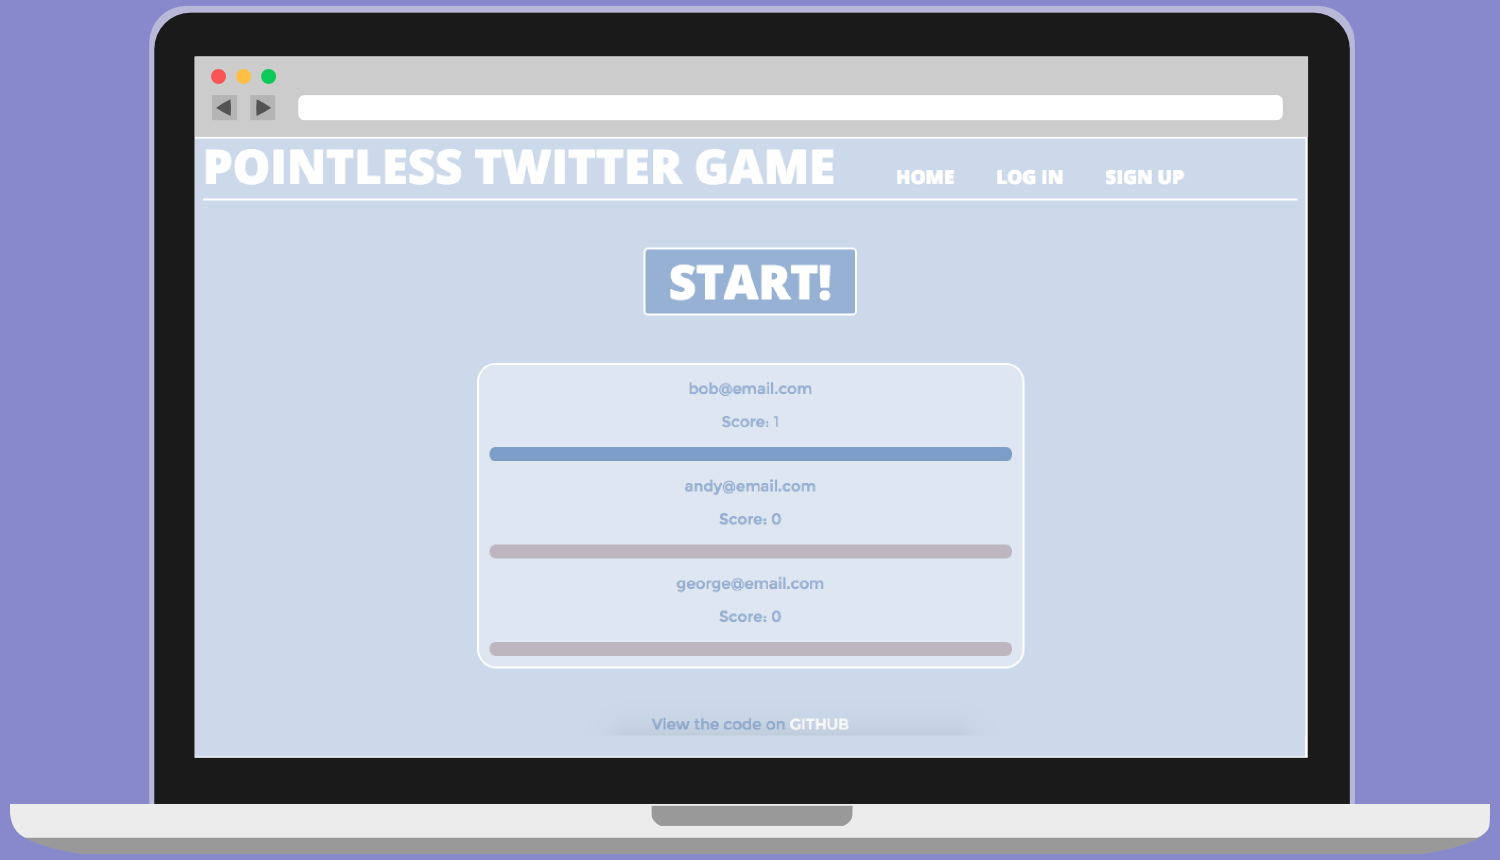 POINTLESS TWITTER GAME HOME LOG IN SIGN UP
START!
bob@email.com
Score: 1
andy@email.com
Score: 0
george@email.com
Score: 0
View the code on GITHUB